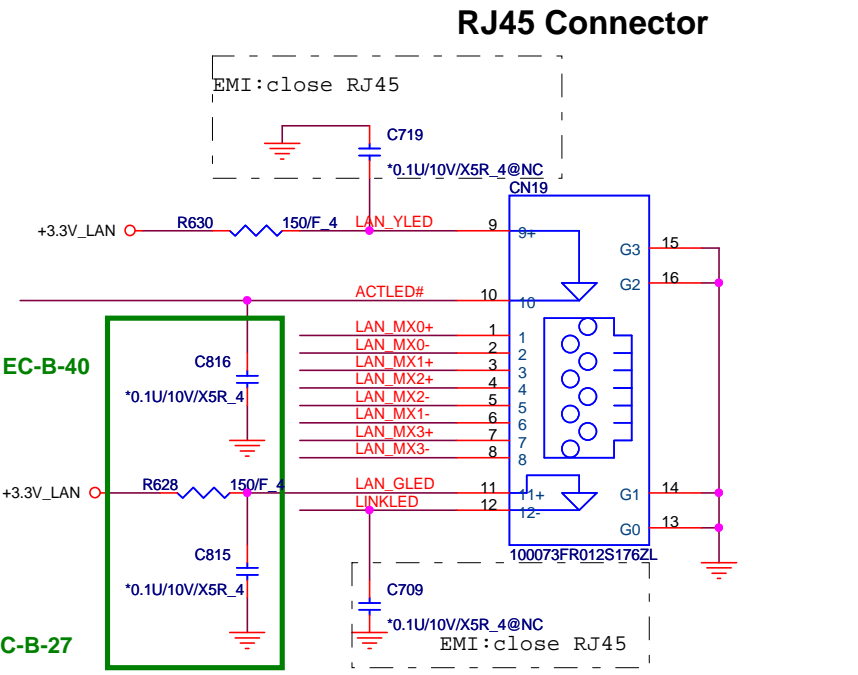 RJ45 Connector
EMI:close RJ45
C719
*0.1U/10V/X5R_4@NC
CN19
+3.3V_LAN
R630
150/F_4
LAN_YLED
9
9+
G3
15
G2
16
ACTLED#
10
10
LAN_MX0+
1
1
LAN_MX0-
2
2
LAN_MX1+
3
3
LAN_MX2+
4
4
LAN_MX2-
5
5
LAN_MX1-
6
6
LAN_MX3+
7
7
LAN_MX3-
8
8
EC-B-40
C816
*0.1U/10V/X5R_4
+3.3V_LAN
R628
150/F_4
LAN_GLED
11
11+
G1
14
LINKLED
12
12-
G0
13
100073FR012S176ZL
C815
*0.1U/10V/X5R_4
C709
*0.1U/10V/X5R_4@NC
EMI:close RJ45
C-B-27